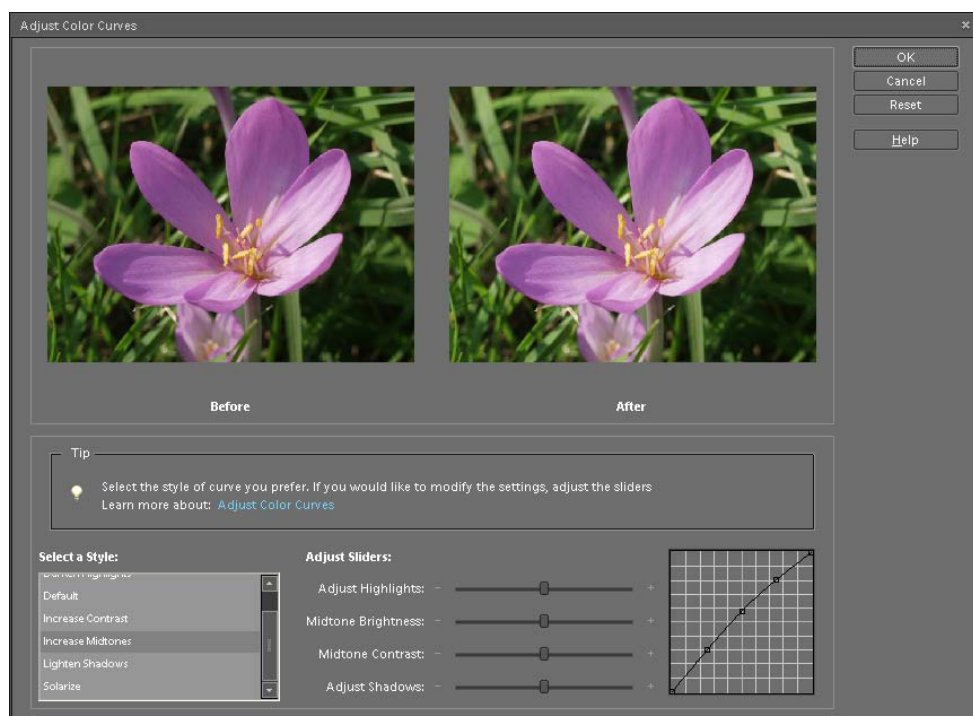 Adjust Color Curves
OK
Cancel
Reset
Help
Before
After
Tip
Select the style of curve you prefer. If you would like to modify the settings, adjust the sliders
Learn more about: Adjust Color Curves
Select a Style:
Default
Increase Contrast
Increase Midtones
Lighten Shadows
Solarize
Adjust Sliders:
Adjust Highlights: - +
Midtone Brightness: - +
Midtone Contrast: - +
Adjust Shadows: - +